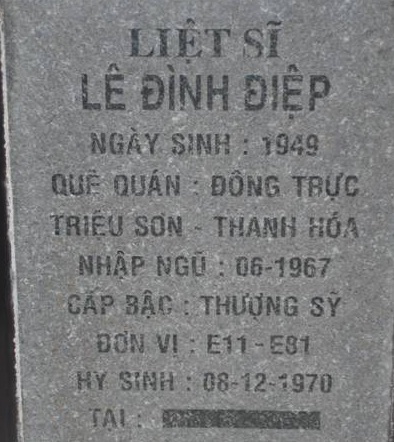 LIỆT SĨ
LÊ ĐÌNH ĐIỆP
NGÀY SINH : 1949
QUÊ QUÁN : ĐỒNG TRỰC
TRIỆU SƠN - THANH HÓA
NHẬP NGŨ : 06-1967
CẤP BẬC : THƯỢNG SỸ
ĐƠN VỊ : E11-E81
HY SINH : 08-12-1970
TẠI :